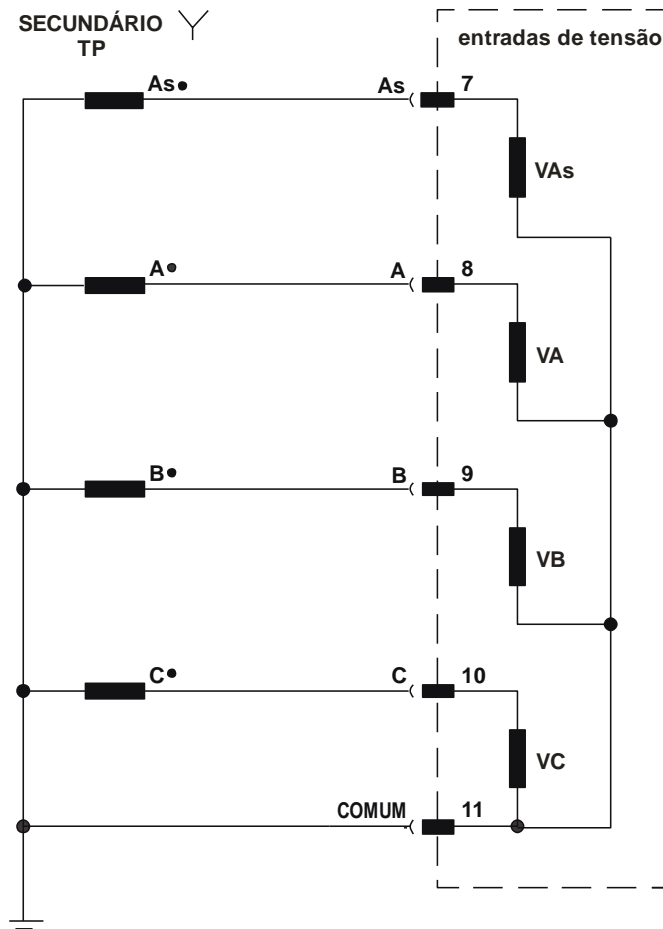 SECUNDÁRIO
TP
entradas de tensão
As
As
7
VAs
A
A
8
VA
B
B
9
VB
C
C
10
VC
COMUM
11